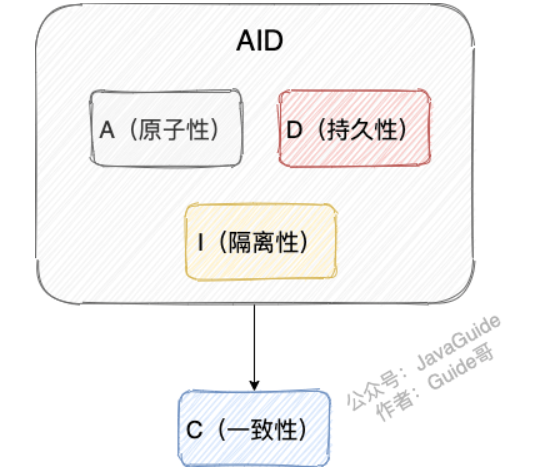 AID
A（原子性）
D（持久性）
I（隔离性）
C（一致性）
公众号：JavaGuide
作者：Guide哥